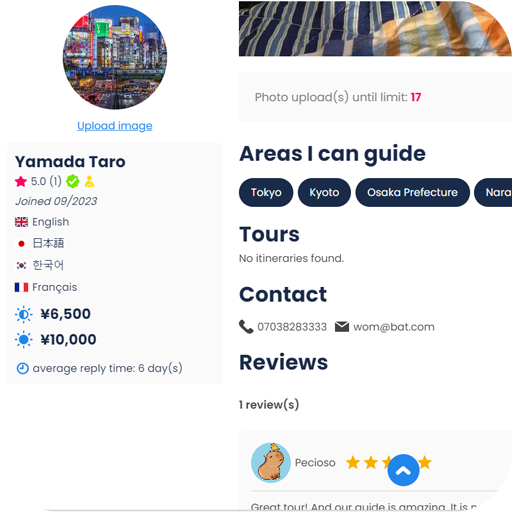 Upload image
Yamada Taro
5.0 (1)
Joined 09/2023
English
日本語
한국어
Français
¥6,500
¥10,000
average reply time: 6 day(s)
Photo upload(s) until limit: 17
Areas I can guide
Tokyo
Kyoto
Osaka Prefecture
Nara
Tours
No itineraries found.
Contact
07038283333
wom@bat.com
Reviews
1 review(s)
Pecioso
Great tour! And our guide is amazing. It is